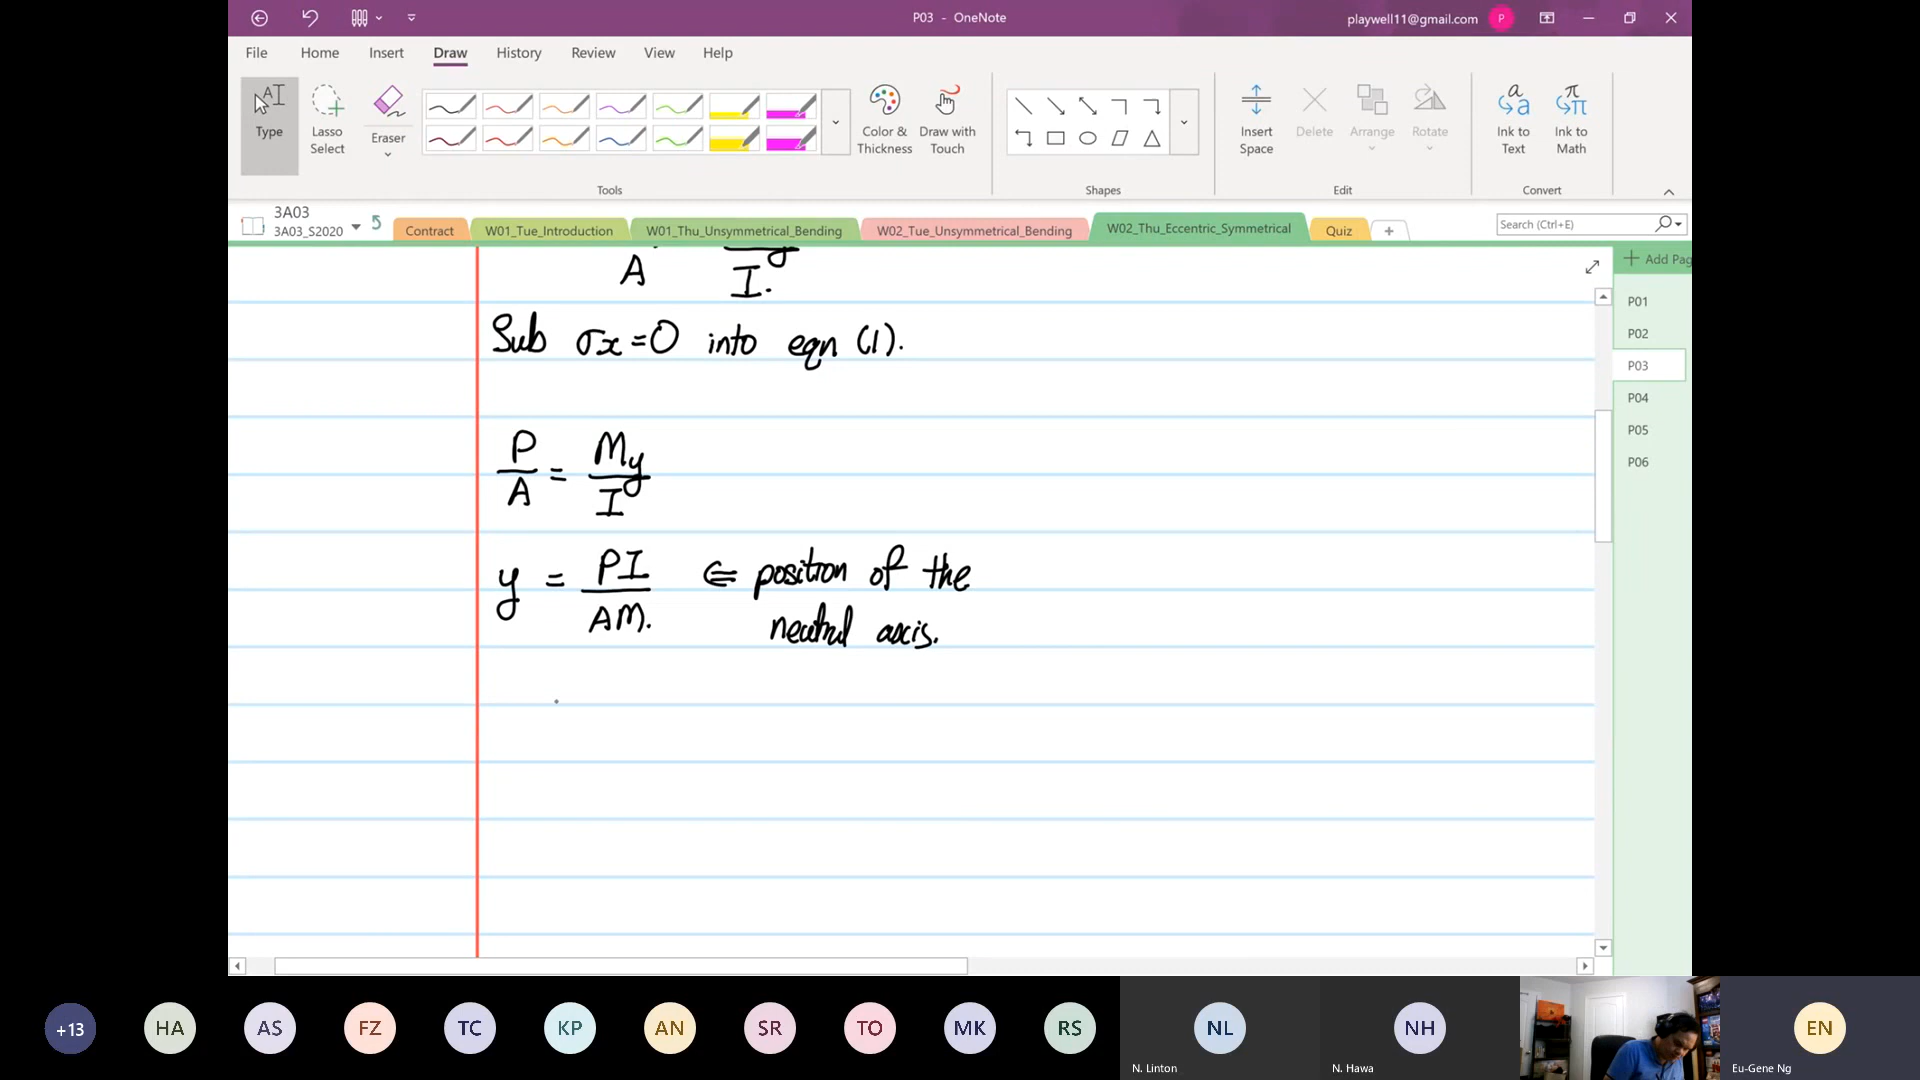 P03 - OneNote
playwell11@gmail.com
P
File Home Insert Draw History Review View Help
Type
Lasso Select
Eraser
Color & Thickness
Draw with Touch
Insert Space
Delete
Arrange
Rotate
Ink to Text
Ink to Math
Tools
Shapes
Edit
Convert
3A03
3A03_S2020
Contract
W01_Tue_Introduction
W01_Thu_Unsymmetrical_Bending
W02_Tue_Unsymmetrical_Bending
W02_Thu_Eccentric_Symmetrical
Quiz
+
Search (Ctrl+E)
+ Add Pag
P01
P02
P03
P04
P05
P06
A I.
Sub σx=0 into eqn (1).
P/A = My/I
y = PI/AM. ⇐ position of the
neutral axis.
+13
HA
AS
FZ
TC
KP
AN
SR
TO
MK
RS
NL
N. Linton
NH
N. Hawa
EN
Eu-Gene Ng